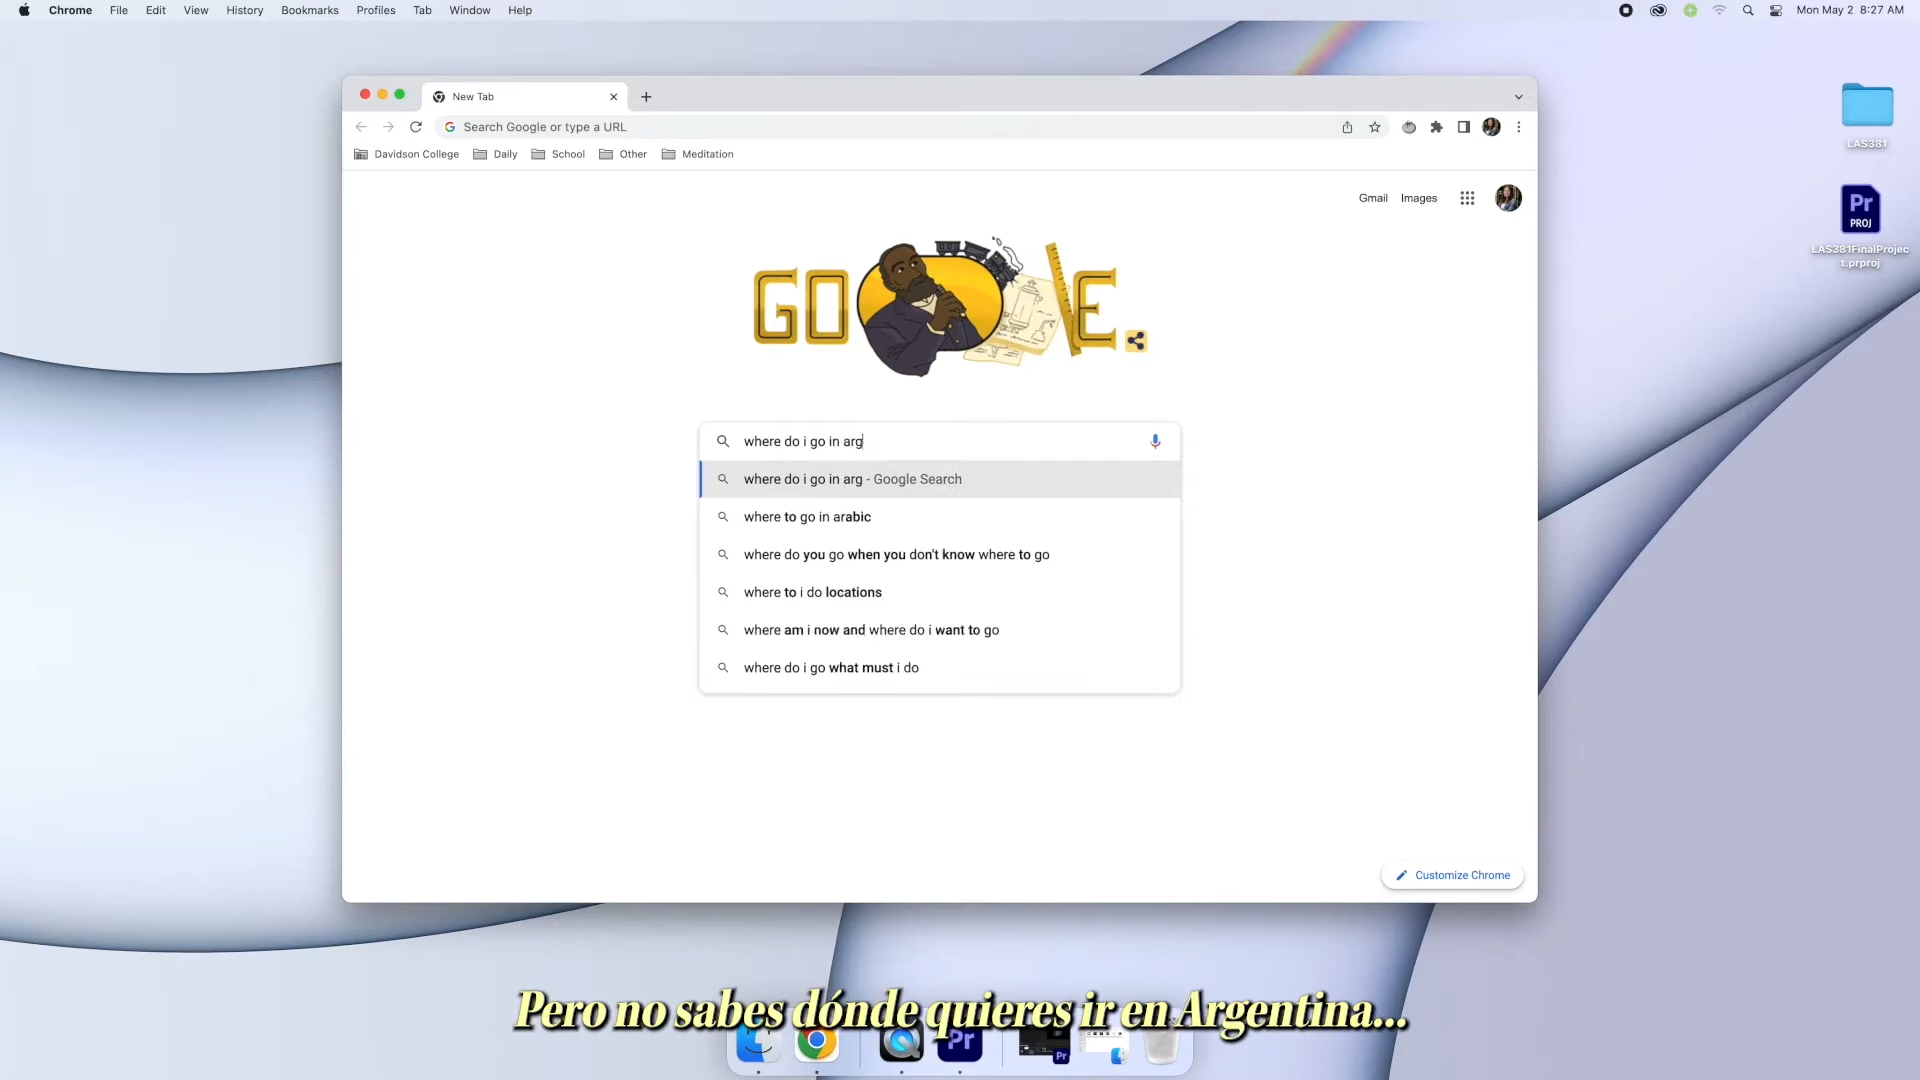 Chrome File Edit View History Bookmarks Profiles Tab Window Help
Mon May 2 8:27 AM
New Tab
Search Google or type a URL
Davidson College Daily School Other Meditation
Gmail Images
GO E
where do i go in arg
where do i go in arg - Google Search
where to go in arabic
where do you go when you don't know where to go
where to i do locations
where am i now and where do i want to go
where do i go what must i do
Customize Chrome
LAS381
Pr
PROJ
LAS381FinalProjec
t.prproj
Pero no sabes dónde quieres ir en Argentina...
Pr
Pr